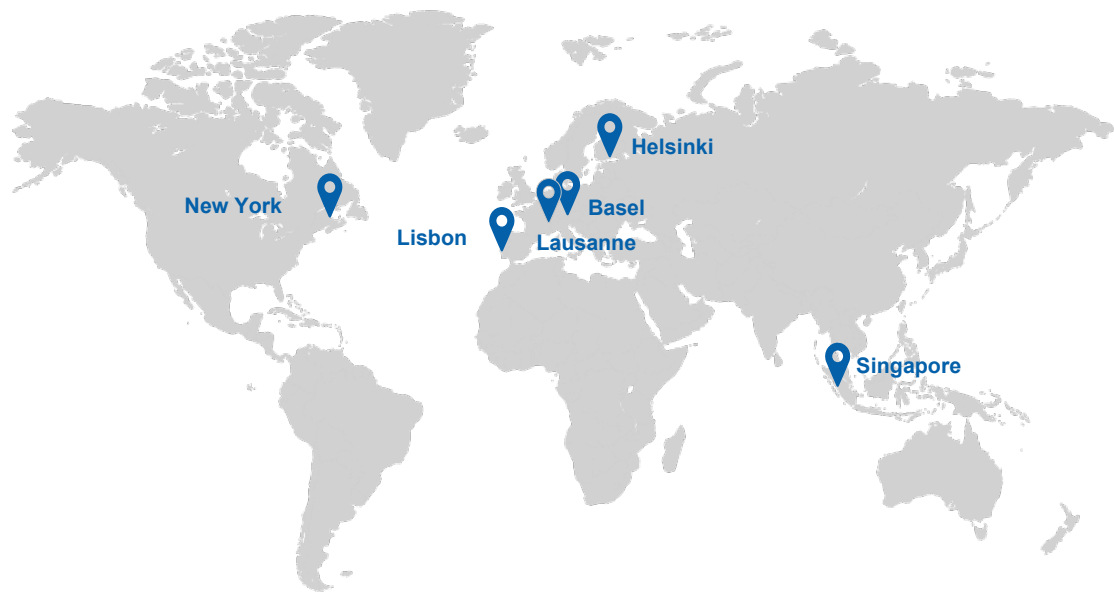 Helsinki
New York
Basel
Lisbon
Lausanne
Singapore